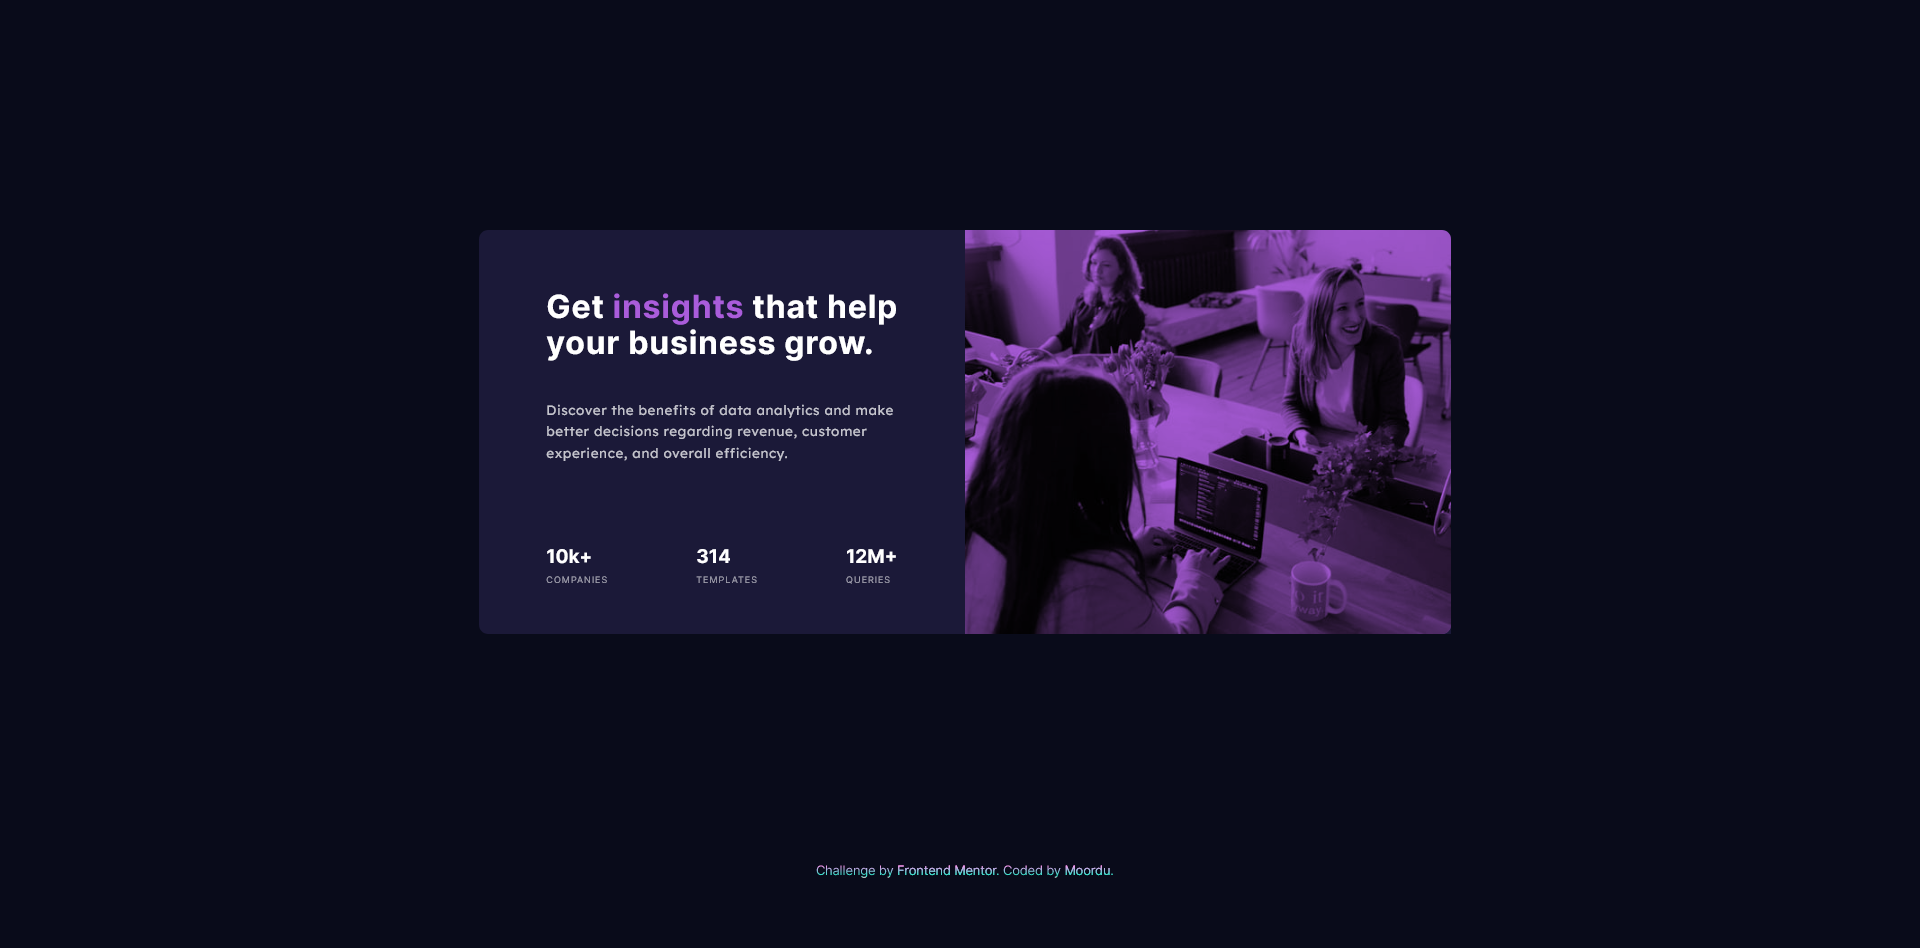 Get insights that help
your business grow.
Discover the benefits of data analytics and make
better decisions regarding revenue, customer
experience, and overall efficiency.
10k+
COMPANIES
314
TEMPLATES
12M+
QUERIES
Challenge by Frontend Mentor. Coded by Moordu.